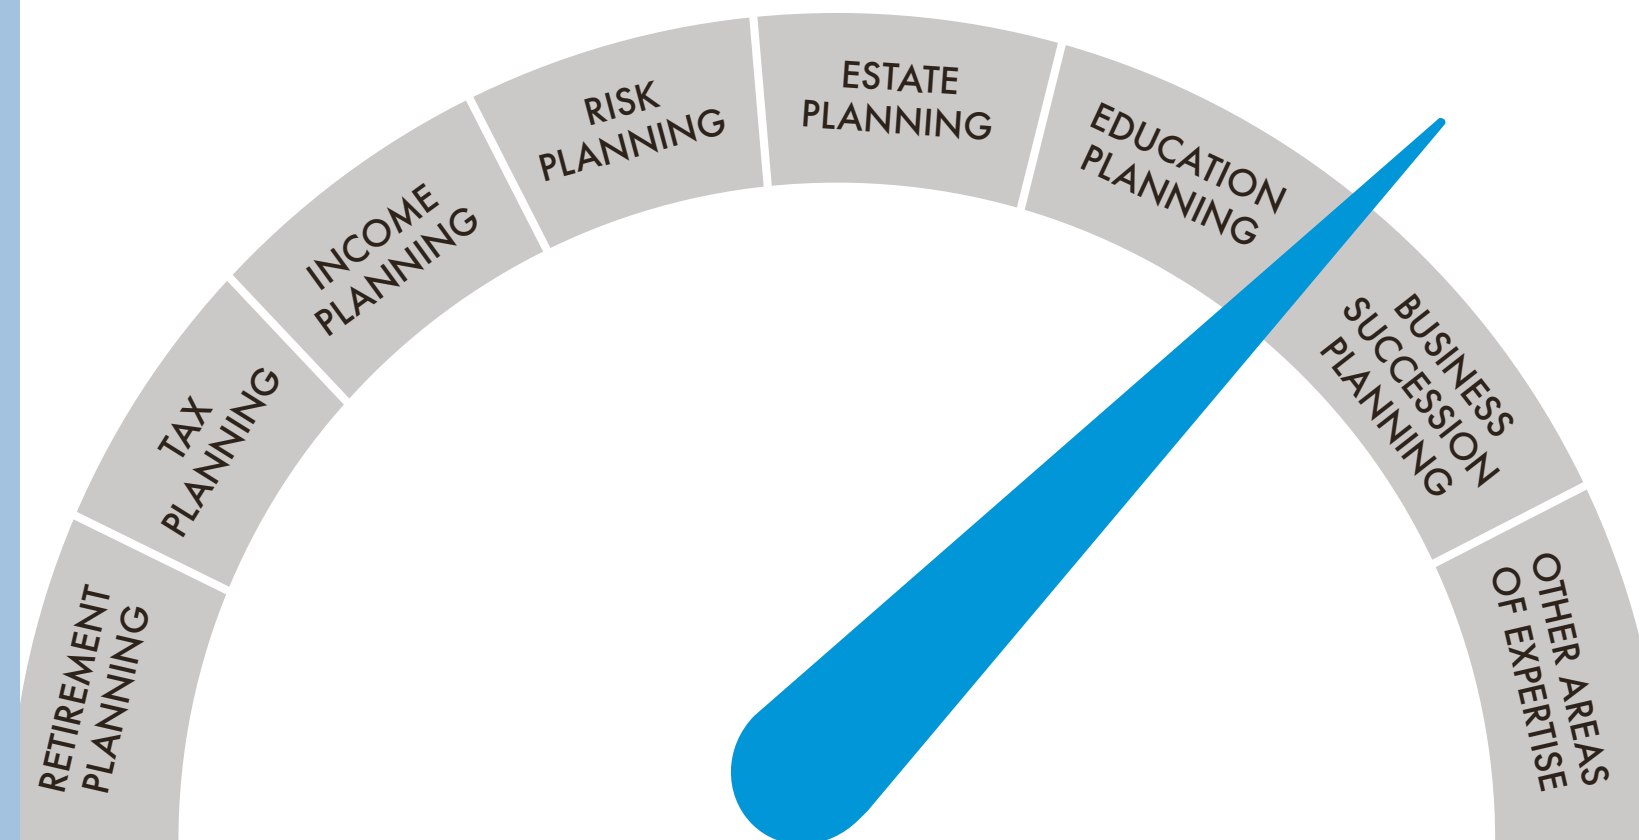 RETIREMENT
PLANNING
TAX
PLANNING
INCOME
PLANNING
RISK
PLANNING
ESTATE
PLANNING
EDUCATION
PLANNING
BUSINESS
SUCCESSION
PLANNING
OTHER AREAS
OF EXPERTISE